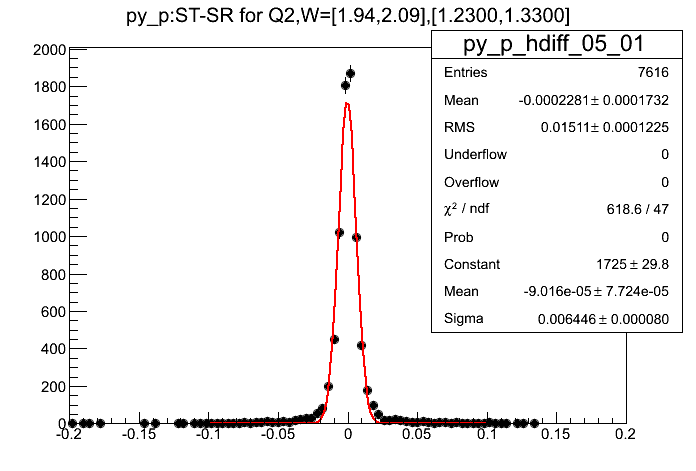 py_p:ST-SR for Q2,W=[1.94,2.09],[1.2300,1.3300]
py_p_hdiff_05_01
Entries 7616
Mean -0.0002281± 0.0001732
RMS 0.01511± 0.0001225
Underflow 0
Overflow 0
χ² / ndf 618.6 / 47
Prob 0
Constant 1725 ± 29.8
Mean -9.016e-05 ± 7.724e-05
Sigma 0.006446 ± 0.000080
2000
1800
1600
1400
1200
1000
800
600
400
200
0
-0.2 -0.15 -0.1 -0.05 0 0.05 0.1 0.15 0.2